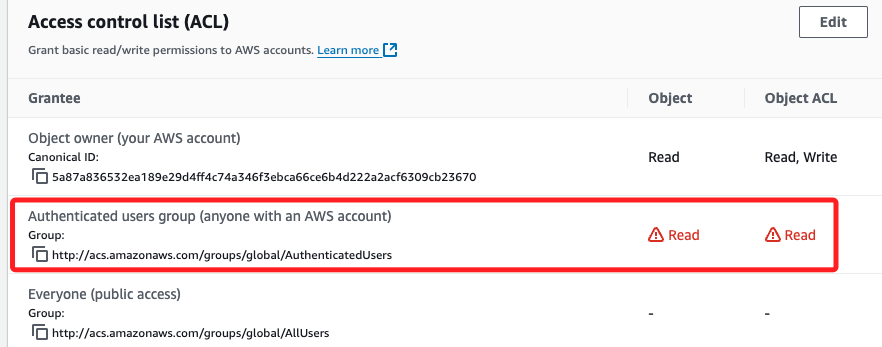 Access control list (ACL)
Edit
Grant basic read/write permissions to AWS accounts. Learn more
Grantee Object Object ACL
Object owner (your AWS account)
Canonical ID:
5a87a836532ea189e29d4ff4c74a346f3ebca66ce6b4d222a2acf6309cb23670
Read Read, Write
Authenticated users group (anyone with an AWS account)
Group:
http://acs.amazonaws.com/groups/global/AuthenticatedUsers
Read Read
Everyone (public access)
Group:
http://acs.amazonaws.com/groups/global/AllUsers
- -